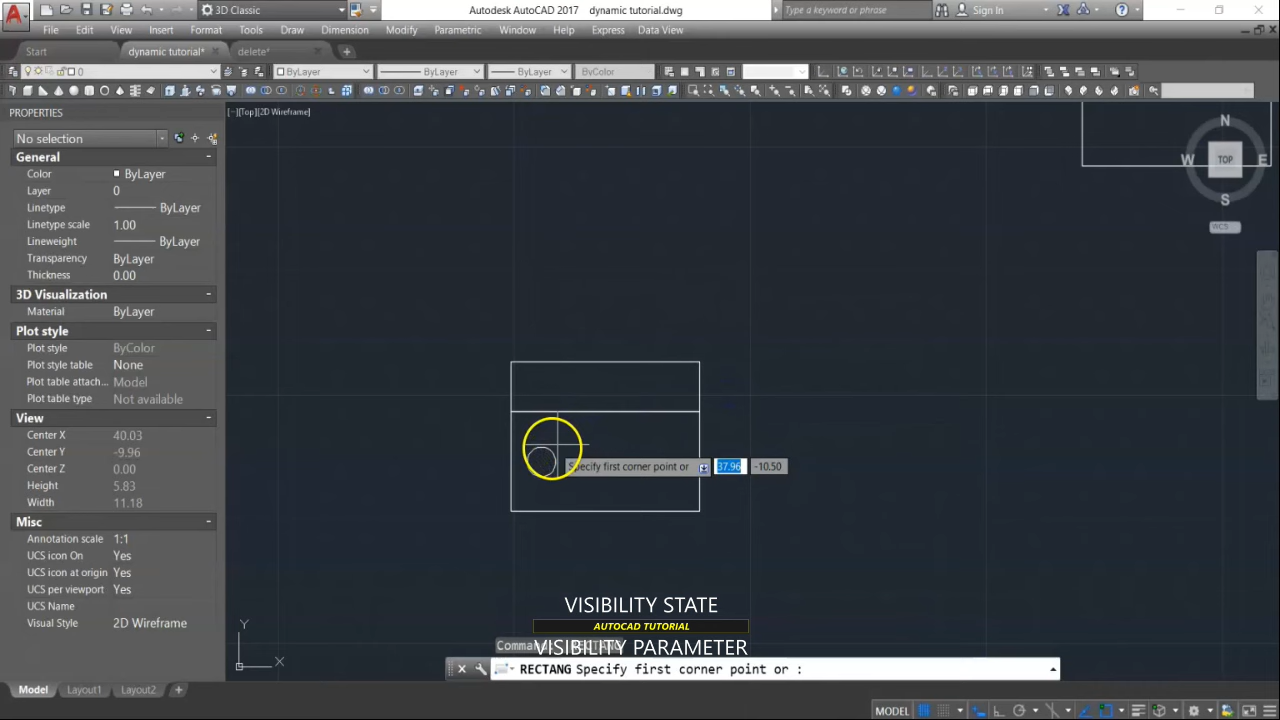 3D Classic
Autodesk AutoCAD 2017 dynamic tutorial.dwg
Type a keyword or phrase
Sign In
File Edit View Insert Format Tools Draw Dimension Modify Parametric Window Help Express Data View
Start dynamic tutorial* delete*
0 ByLayer ByLayer ByLayer ByColor
PROPERTIES
[−][Top][2D Wireframe]
No selection
General
Color ByLayer
Layer 0
Linetype ByLayer
Linetype scale 1.00
Lineweight ByLayer
Transparency ByLayer
Thickness 0.00
3D Visualization
Material ByLayer
Plot style
Plot style ByColor
Plot style table None
Plot table attach... Model
Plot table type Not available
View
Center X 40.03
Center Y -9.96
Center Z 0.00
Height 5.83
Width 11.18
Misc
Annotation scale 1:1
UCS icon On Yes
UCS icon at origin Yes
UCS per viewport Yes
UCS Name
Visual Style 2D Wireframe
N
W TOP E
S
WCS
Specify first corner point or 37.96 -10.50
VISIBILITY STATE
AUTOCAD TUTORIAL
VISIBILITY PARAMETER
Y
X
RECTANG Specify first corner point or :
Model Layout1 Layout2
MODEL